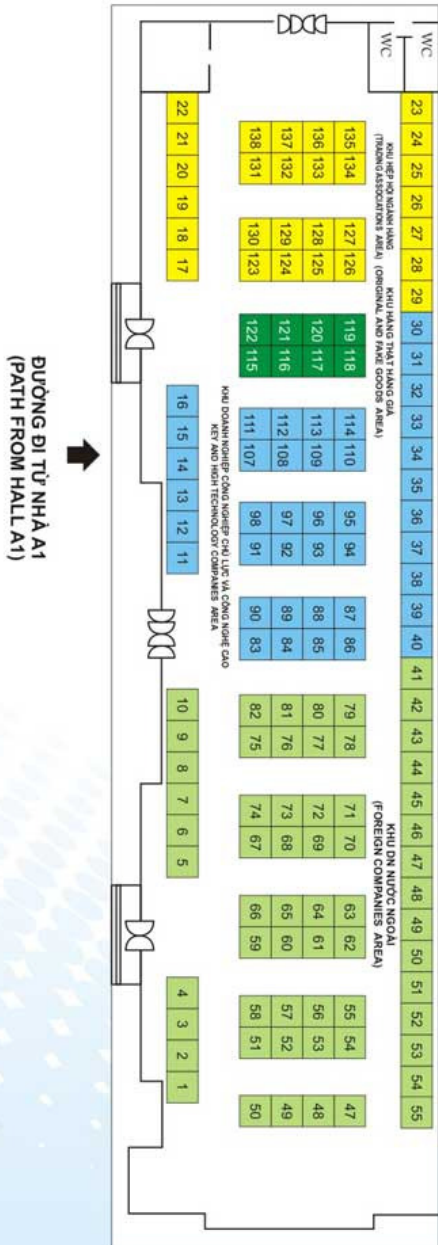 WC
23 24 25 26 27 28 29 30 31 32 33 34 35 36 37 38 39 40 41 42 43 44 45 46 47 48 49 50 51 52 53 54 55
WC
KHU HIỆP HỘI NGÀNH HÀNG KHU HÀNG THẬT HÀNG GIẢ
(TRADING ASSOCIATIONS AREA) (ORIGINAL AND FAKE GOODS AREA)
KHU DN NƯỚC NGOÀI
(FOREIGN COMPANIES AREA)
135 134 127 126 119 118 114 110 95 94 87 86 79 78 71 70 63 62 55 54 47
136 133 128 125 120 117 113 109 96 93 88 85 80 77 72 69 64 61 56 53 48
137 132 129 124 121 116 112 108 97 92 89 84 81 76 73 68 65 60 57 52 49
138 131 130 123 122 115 111 107 98 91 90 83 82 75 74 67 66 59 58 51 50
KHU DOANH NGHIỆP CÔNG NGHIỆP CHỦ LỰC VÀ CÔNG NGHỆ CAO
KEY AND HIGH TECHNOLOGY COMPANIES AREA
22 21 20 19 18 17 16 15 14 13 12 11 10 9 8 7 6 5 4 3 2 1
ĐƯỜNG ĐI TỪ NHÀ A1
(PATH FROM HALL A1)